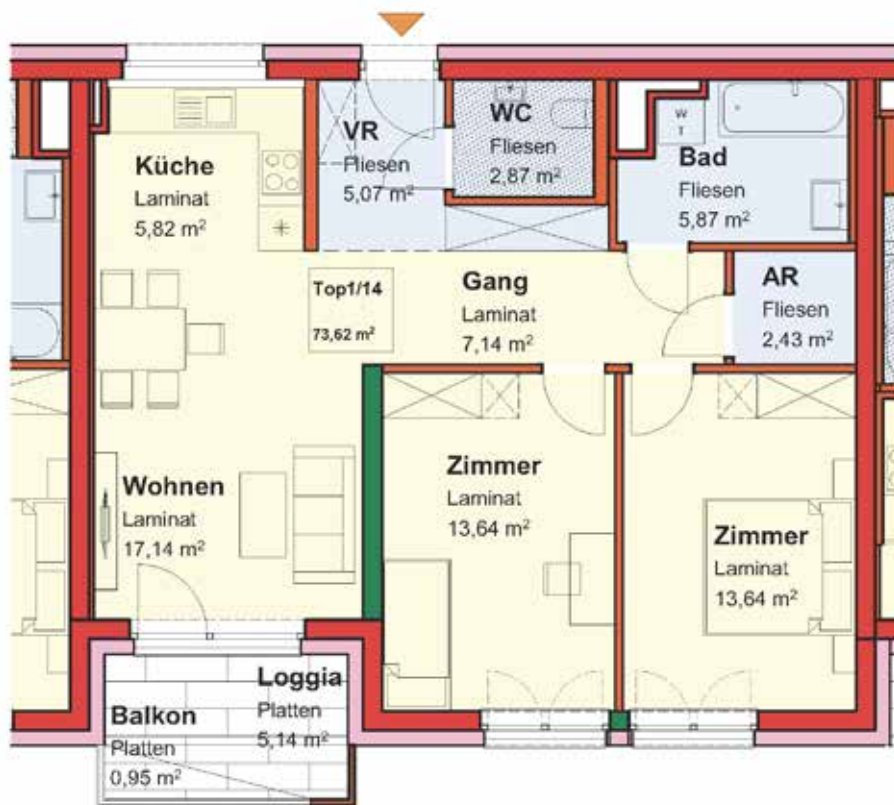 Küche
Laminat
5,82 m²
VR
Fliesen
5,07 m²
WC
Fliesen
2,87 m²
W
T
Bad
Fliesen
5,87 m²
Top1/14
73,62 m²
Gang
Laminat
7,14 m²
AR
Fliesen
2,43 m²
Wohnen
Laminat
17,14 m²
Zimmer
Laminat
13,64 m²
Zimmer
Laminat
13,64 m²
Loggia
Platten
5,14 m²
Balkon
Platten
0,95 m²